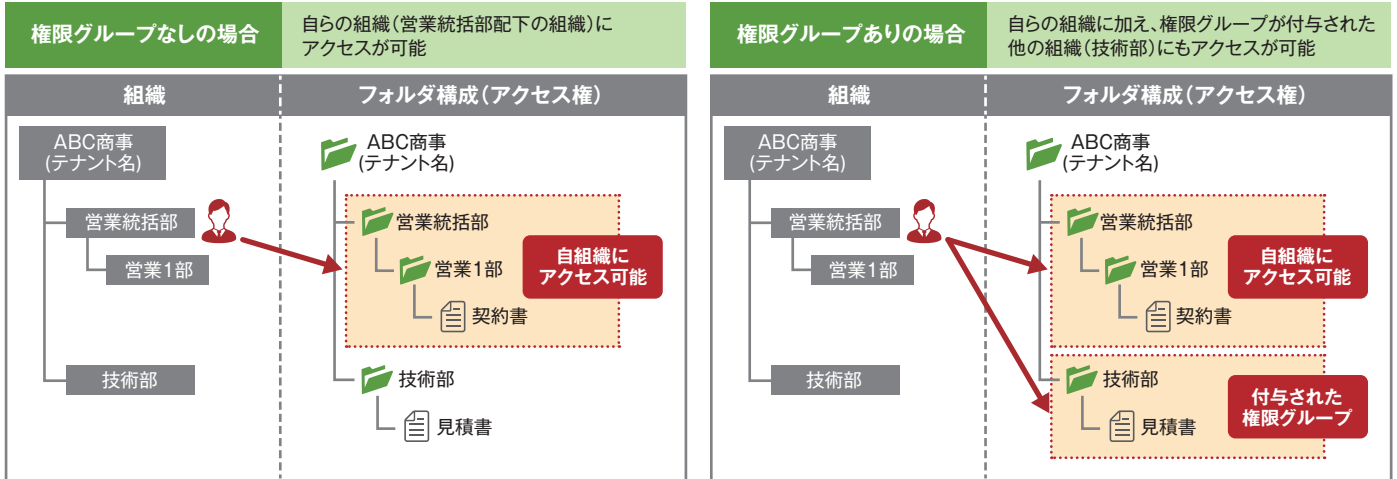 権限グループなしの場合
自らの組織（営業統括部配下の組織）に
アクセスが可能
組織
フォルダ構成（アクセス権）
ABC商事
(テナント名)
営業統括部
営業1部
技術部
ABC商事
(テナント名)
営業統括部
営業1部
契約書
自組織に
アクセス可能
技術部
見積書
権限グループありの場合
自らの組織に加え、権限グループが付与された
他の組織（技術部）にもアクセスが可能
組織
フォルダ構成（アクセス権）
ABC商事
(テナント名)
営業統括部
営業1部
技術部
ABC商事
(テナント名)
営業統括部
営業1部
契約書
自組織に
アクセス可能
技術部
見積書
付与された
権限グループ